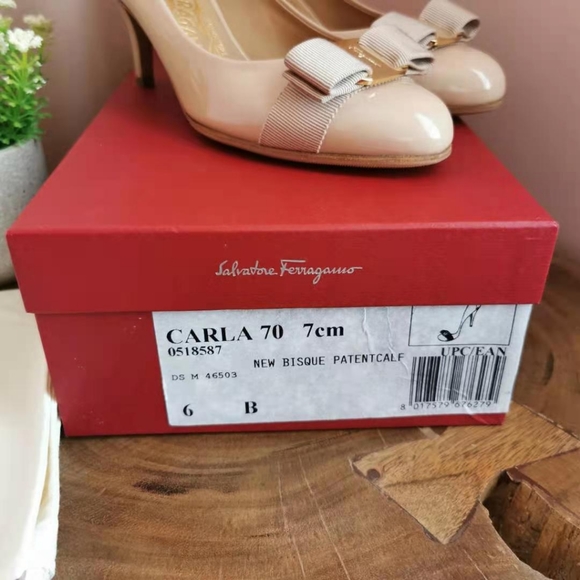 Salvatore Ferragamo
CARLA 70 7cm
0518587
NEW BISQUE PATENTCALF
UPC/EAN
DS M 46503
6 B
8 017579 676279